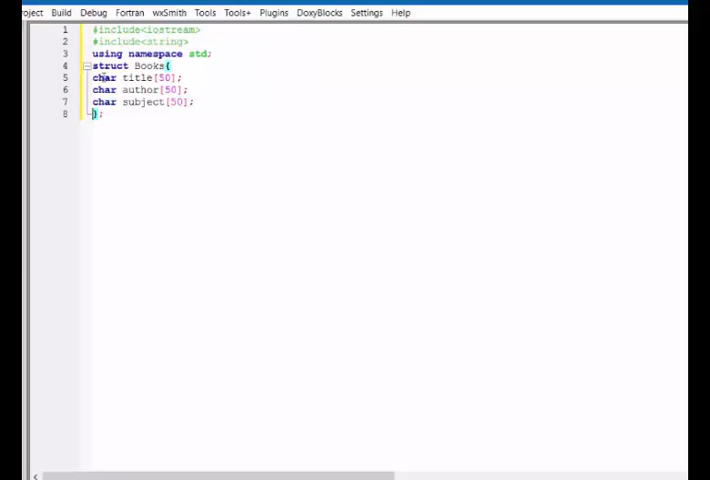 Build Debug Fortran wxSmith Tools Tools+ Plugins DoxyBlocks Settings Help
1 #include<iostream>
2 #include<string>
3 using namespace std;
4 struct Books{
5 char title[50];
6 char author[50];
7 char subject[50];
8 };